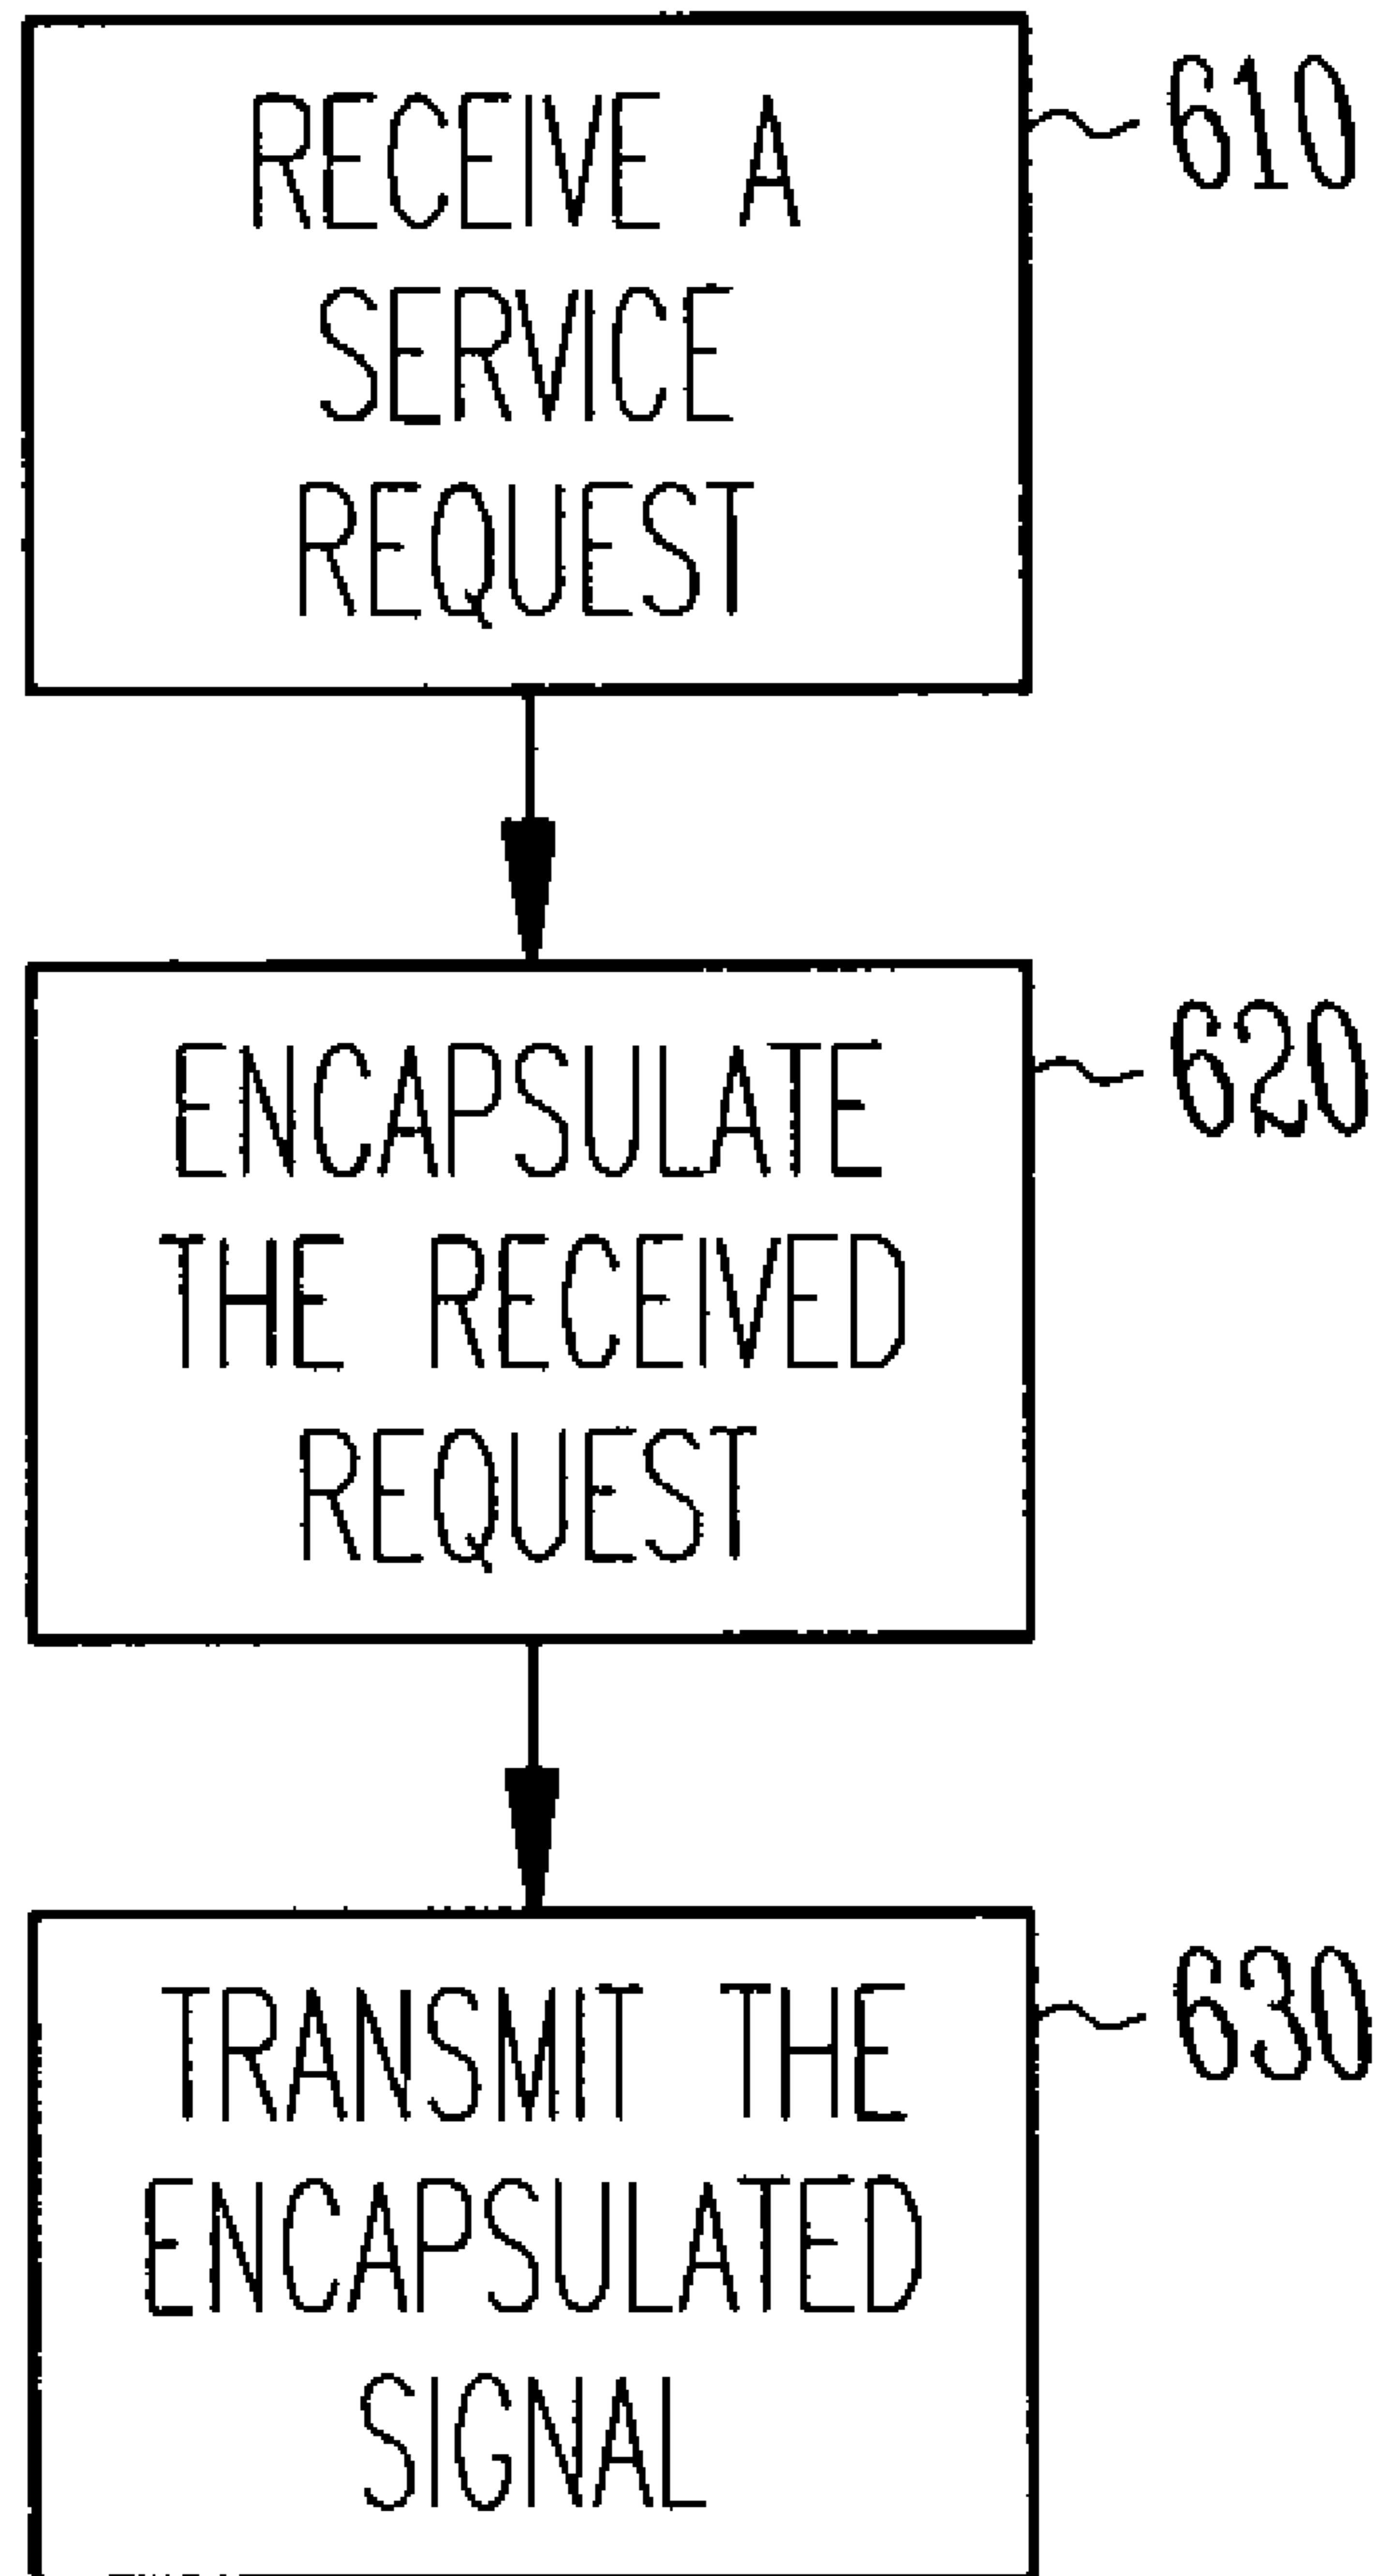 RECEIVE A
SERVICE
REQUEST
610
ENCAPSULATE
THE RECEIVED
REQUEST
620
TRANSMIT THE
ENCAPSULATED
SIGNAL
630